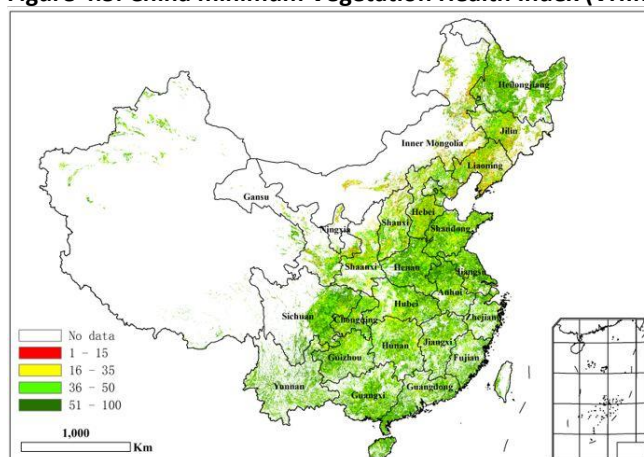 Figure 4.5. China minimum Vegetation Health Index (VHI
Heilongjiang
Jilin
Inner Mongolia
Liaoning
Gansu
Hebei
Ningxia
Shanxi
Shandong
Shaanxi
Henan
Jiangsu
Anhui
Hubei
Sichuan
Chongqing
Zhejiang
Hunan
Jiangxi
Guizhou
Fujian
Yunnan
Guangxi
Guangdong
No data
1 - 15
16 - 35
36 - 50
51 - 100
1,000
Km